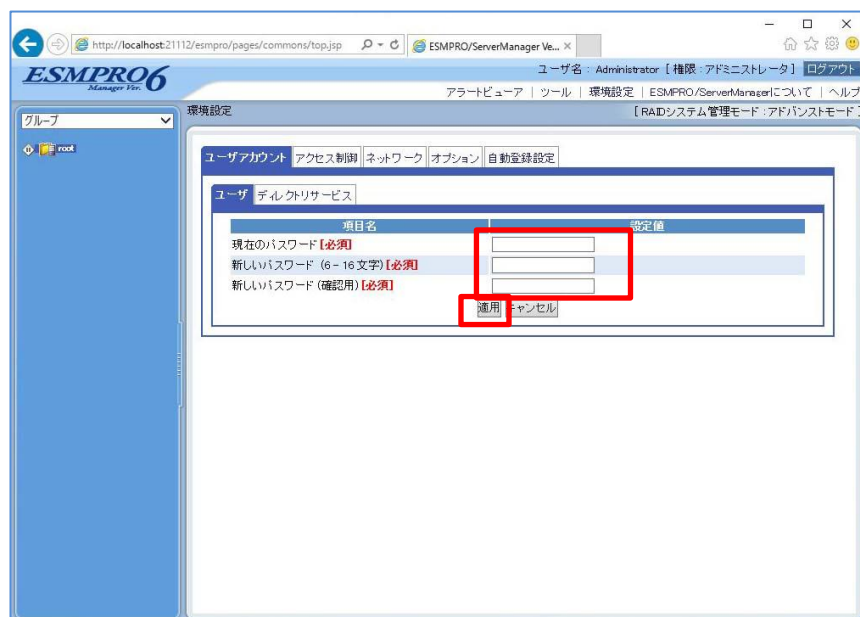 http://localhost:21112/esmpro/pages/commons/top.jsp
ESMPRO/ServerManager Ve...
ESMPRO6
Manager Ver.
ユーザ名 : Administrator [ 権限 : アドミニストレータ ] ログアウト
アラートビューア | ツール | 環境設定 | ESMPRO/ServerManagerについて | ヘルプ
グループ
環境設定
[ RAIDシステム管理モード : アドバンストモード ]
root
ユーザアカウント アクセス制御 ネットワーク オプション 自動登録設定
ユーザ ディレクトリサービス
項目名 設定値
現在のパスワード [必須]
新しいパスワード (6 - 16 文字) [必須]
新しいパスワード (確認用) [必須]
適用 キャンセル